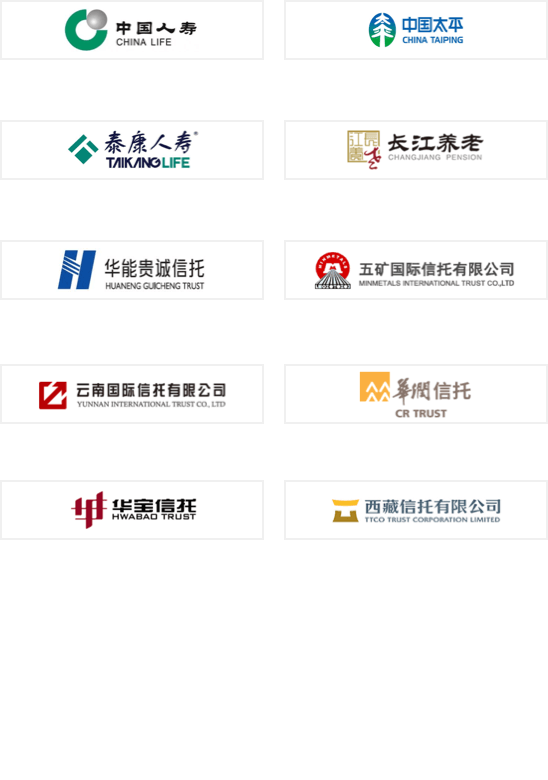 中国人寿
CHINA LIFE
中国太平
CHINA TAIPING
泰康人寿®
TAIKANG LIFE
长江养老
CHANGJIANG PENSION
华能贵诚信托
HUANENG GUICHENG TRUST
MINMETALS
五矿国际信托有限公司
MINMETALS INTERNATIONAL TRUST CO.,LTD
云南国际信托有限公司
YUNNAN INTERNATIONAL TRUST CO., LTD
華潤信托
CR TRUST
华宝信托
HWABAO TRUST
西藏信托有限公司
TTCO TRUST CORPORATION LIMITED